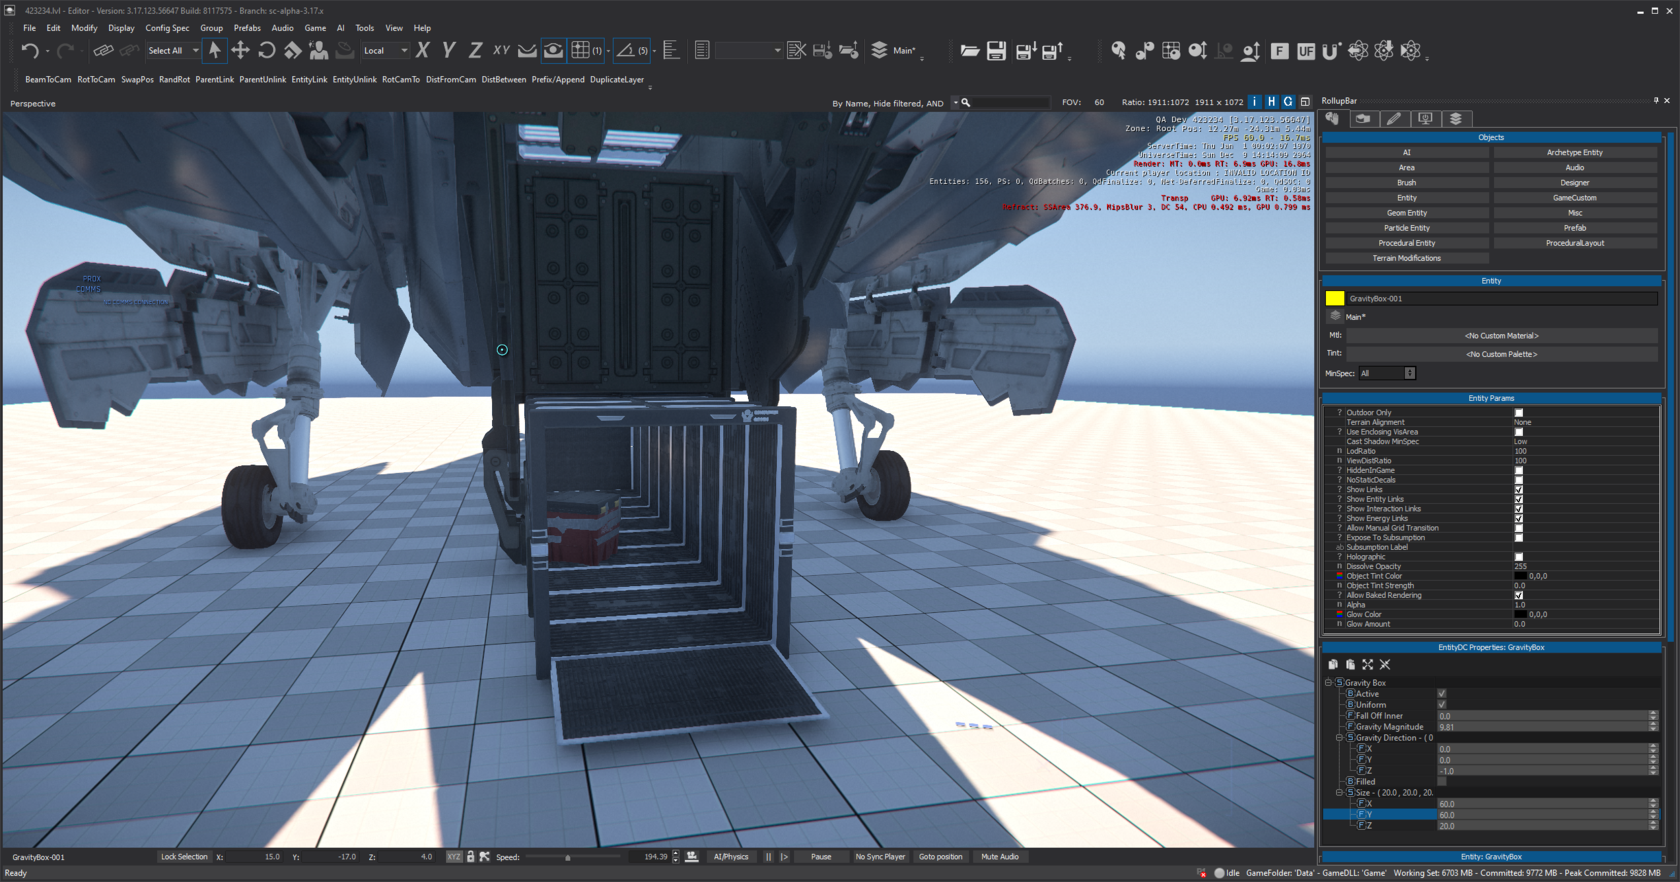 423234.lvl - Editor - Version: 3.17.123.56647 Build: 8117575 - Branch: sc-alpha-3.17.x
File Edit Modify Display Config Spec Group Prefabs Audio Game AI Tools View Help
Select All Local X Y Z XY (1) (5) Main* F UF
BeamToCam RotToCam SwapPos RandRot ParentLink ParentUnlink EntityLink EntityUnlink RotCamTo DistFromCam DistBetween Prefix/Append DuplicateLayer
Perspective By Name, Hide filtered, AND FOV: 60 Ratio: 1911:1072 1911 x 1072 i H G
QA Dev 423234 [3.17.123.56647]
Zone: Root Pos: 12.27m -24.31m 5.44m
FPS 60.0 - 16.7ms
ServerTime: Thu Jan 1 00:02:07 1970
UniverseTime: Sun Dec 8 14:14:09 2964
Render: MT: 0.0ms RT: 6.9ms GPU: 16.8ms
Current player location : INVALID LOCATION ID
Entities: 156, PS: 0, QdBatches: 0, QdFinalize: 0, Net-DeferredFinalize: 0, QdSOC: 0
Game: 0.03ms
Transp GPU: 6.92ms RT: 0.58ms
Refract: SSArea 376.9, MipsBlur 3, DC 54, CPU 0.492 ms, GPU 0.799 ms
PROX
COMMS
RollupBar
Objects
AI Archetype Entity
Area Audio
Brush Designer
Entity GameCustom
Geom Entity Misc
Particle Entity Prefab
Procedural Entity ProceduralLayout
Terrain Modifications
Entity
GravityBox-001
Main*
Mtl: <No Custom Material>
Tint: <No Custom Palette>
MinSpec: All
Entity Params
? Outdoor Only
Terrain Alignment None
? Use Enclosing VisArea
Cast Shadow MinSpec Low
n LodRatio 100
n ViewDistRatio 100
? HiddenInGame
? NoStaticDecals
? Show Links
? Show Entity Links
? Show Interaction Links
? Show Energy Links
? Allow Manual Grid Transition
? Expose To Subsumption
ab Subsumption Label
? Holographic
n Dissolve Opacity 255
Object Tint Color 0,0,0
n Object Tint Strength 0.0
? Allow Baked Rendering
n Alpha 1.0
Glow Color 0,0,0
n Glow Amount 0.0
EntityDC Properties: GravityBox
S Gravity Box
B Active
B Uniform
F Fall Off Inner 0.0
F Gravity Magnitude 9.81
S Gravity Direction - ( 0
F X 0.0
F Y 0.0
F Z -1.0
B Filled
S Size - ( 20.0 , 20.0 , 20.
F X 60.0
F Y 60.0
F Z 20.0
Entity: GravityBox
GravityBox-001 Lock Selection X: 15.0 Y: -17.0 Z: 4.0 XYZ Speed: 194.39 AI/Physics Pause No Sync Player Goto position Mute Audio
Ready Idle GameFolder: 'Data' - GameDLL: 'Game' Working Set: 6703 MB - Committed: 9772 MB - Peak Committed: 9828 MB